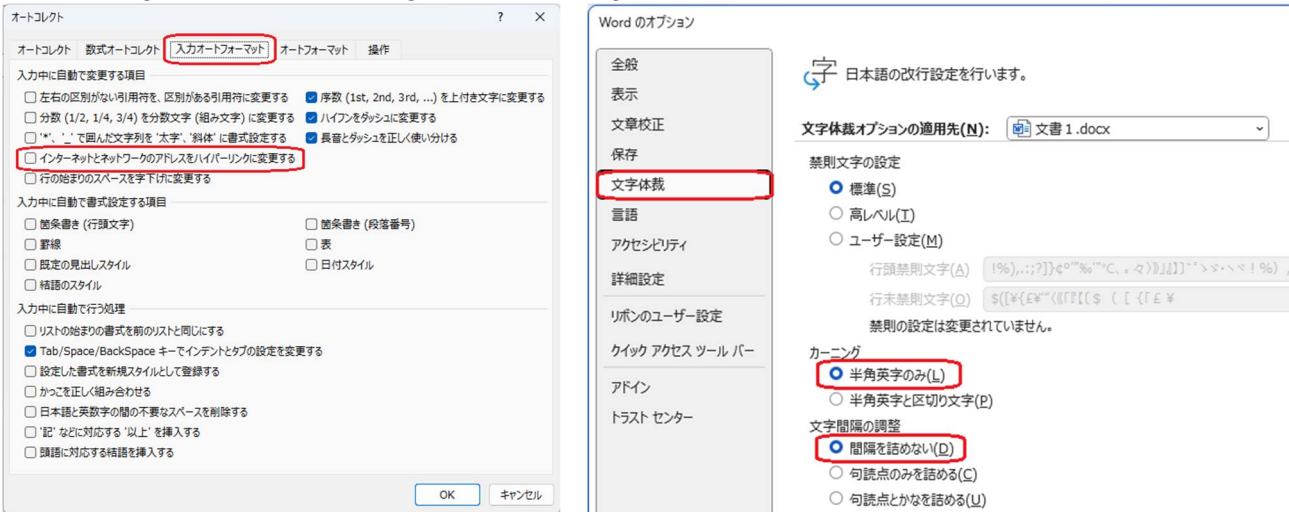 オートコレクト
オートコレクト 数式オートコレクト 入力オートフォーマット オートフォーマット 操作
入力中に自動で変更する項目
左右の区別がない引用符を、区別がある引用符に変更する
序数 (1st, 2nd, 3rd, ...) を上付き文字に変更する
分数 (1/2, 1/4, 3/4) を分数文字 (組み文字) に変更する
ハイフンをダッシュに変更する
'*'、'_' で囲んだ文字列を '太字'、'斜体' に書式設定する
長音とダッシュを正しく使い分ける
インターネットとネットワークのアドレスをハイパーリンクに変更する
行の始まりのスペースを字下げに変更する
入力中に自動で書式設定する項目
箇条書き (行頭文字)
箇条書き (段落番号)
罫線
表
既定の見出しスタイル
日付スタイル
結語のスタイル
入力中に自動で行う処理
リストの始まりの書式を前のリストと同じにする
Tab/Space/BackSpace キーでインデントとタブの設定を変更する
設定した書式を新規スタイルとして登録する
かっこを正しく組み合わせる
日本語と英数字の間の不要なスペースを削除する
'記' などに対応する '以上' を挿入する
頭語に対応する結語を挿入する
OK キャンセル
Word のオプション
全般
表示
文章校正
保存
文字体裁
言語
アクセシビリティ
詳細設定
リボンのユーザー設定
クイック アクセス ツール バー
アドイン
トラスト センター
日本語の改行設定を行います。
文字体裁オプションの適用先(N): 文書 1.docx
禁則文字の設定
標準(S)
高レベル(T)
ユーザー設定(M)
行頭禁則文字(A)
行末禁則文字(O)
禁則の設定は変更されていません。
カーニング
半角英字のみ(L)
半角英字と区切り文字(P)
文字間隔の調整
間隔を詰めない(D)
句読点のみを詰める(C)
句読点とかなを詰める(U)